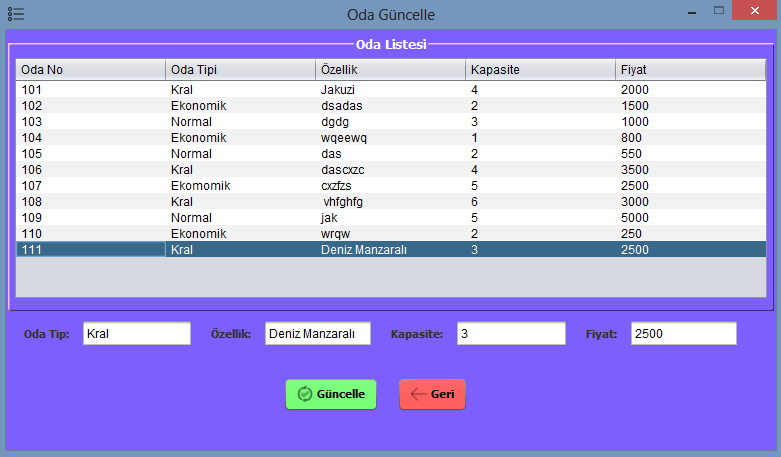 Oda Güncelle
Oda Listesi
Oda No Oda Tipi Özellik Kapasite Fiyat
101 Kral Jakuzi 4 2000
102 Ekonomik dsadas 2 1500
103 Normal dgdg 3 1000
104 Ekonomik wqeewq 1 800
105 Normal das 2 550
106 Kral dascxzc 4 3500
107 Ekomomik cxzfzs 5 2500
108 Kral vhfghfg 6 3000
109 Normal jak 5 5000
110 Ekonomik wrqw 2 250
111 Kral Deniz Manzaralı 3 2500
Oda Tip: Kral Özellik: Deniz Manzaralı Kapasite: 3 Fiyat: 2500
Güncelle Geri